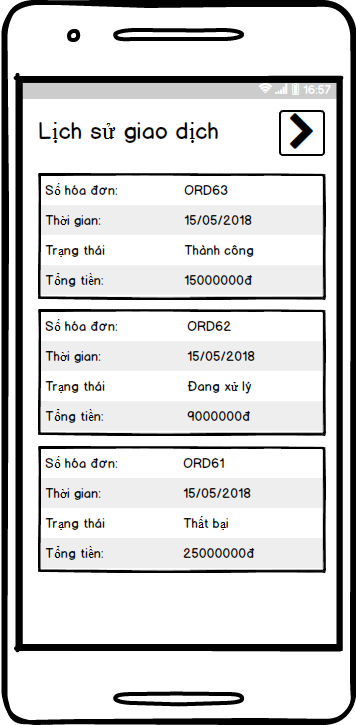 16:57
Lịch sử giao dịch
Số hóa đơn: ORD63
Thời gian: 15/05/2018
Trạng thái Thành công
Tổng tiền: 15000000đ
Số hóa đơn: ORD62
Thời gian: 15/05/2018
Trạng thái Đang xử lý
Tổng tiền: 9000000đ
Số hóa đơn: ORD61
Thời gian: 15/05/2018
Trạng thái Thất bại
Tổng tiền: 25000000đ